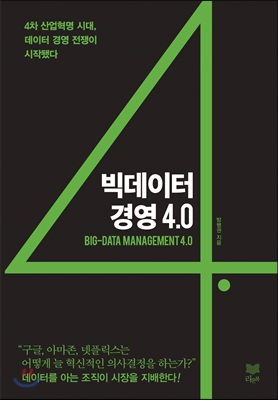 4차 산업혁명 시대,
데이터 경영 전쟁이
시작됐다
4.
빅데이터
경영 4.0
BIG-DATA MANAGEMENT 4.0
방병권 지음
"구글, 아마존, 넷플릭스는
어떻게 늘 혁신적인 의사결정을 하는가?"
데이터를 아는 조직이 시장을 지배한다!
라온북